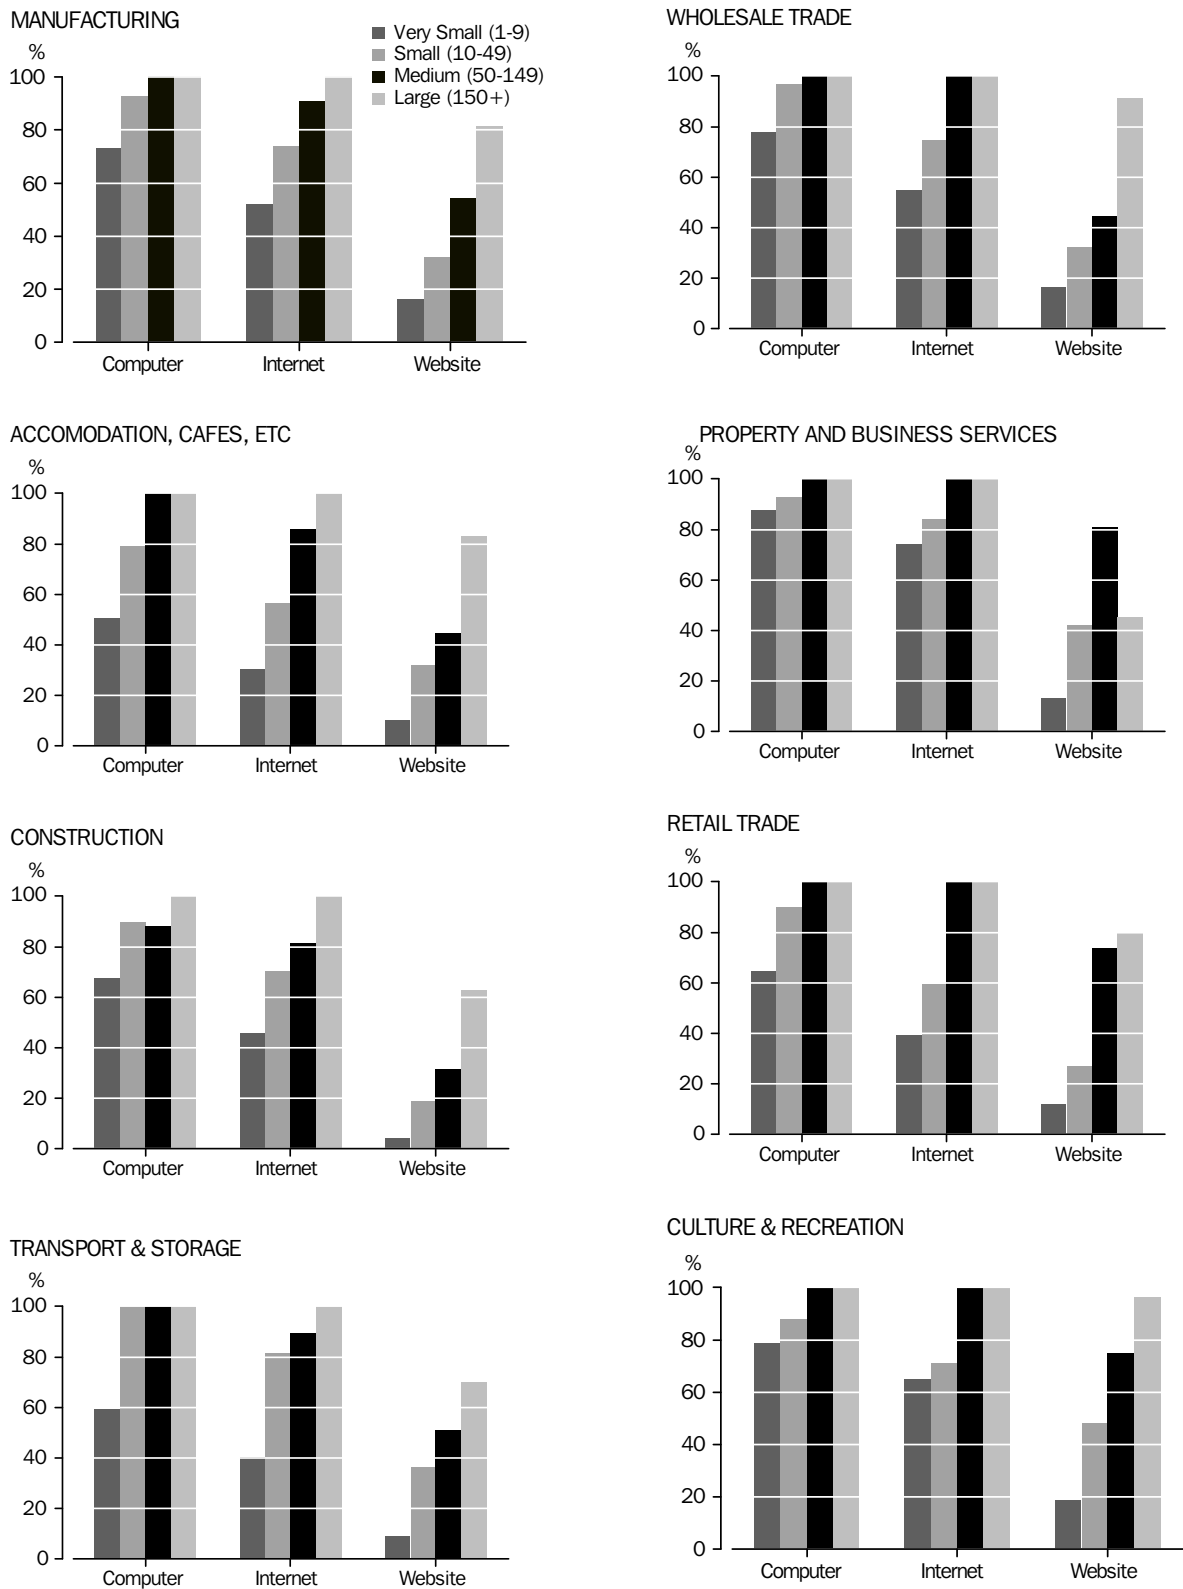 MANUFACTURING
%
Very Small (1-9)
Small (10-49)
Medium (50-149)
Large (150+)
100
80
60
40
20
0
Computer Internet Website
WHOLESALE TRADE
%
100
80
60
40
20
0
Computer Internet Website
ACCOMODATION, CAFES, ETC
%
100
80
60
40
20
0
Computer Internet Website
PROPERTY AND BUSINESS SERVICES
%
100
80
60
40
20
0
Computer Internet Website
CONSTRUCTION
%
100
80
60
40
20
0
Computer Internet Website
RETAIL TRADE
%
100
80
60
40
20
0
Computer Internet Website
TRANSPORT & STORAGE
%
100
80
60
40
20
0
Computer Internet Website
CULTURE & RECREATION
%
100
80
60
40
20
0
Computer Internet Website